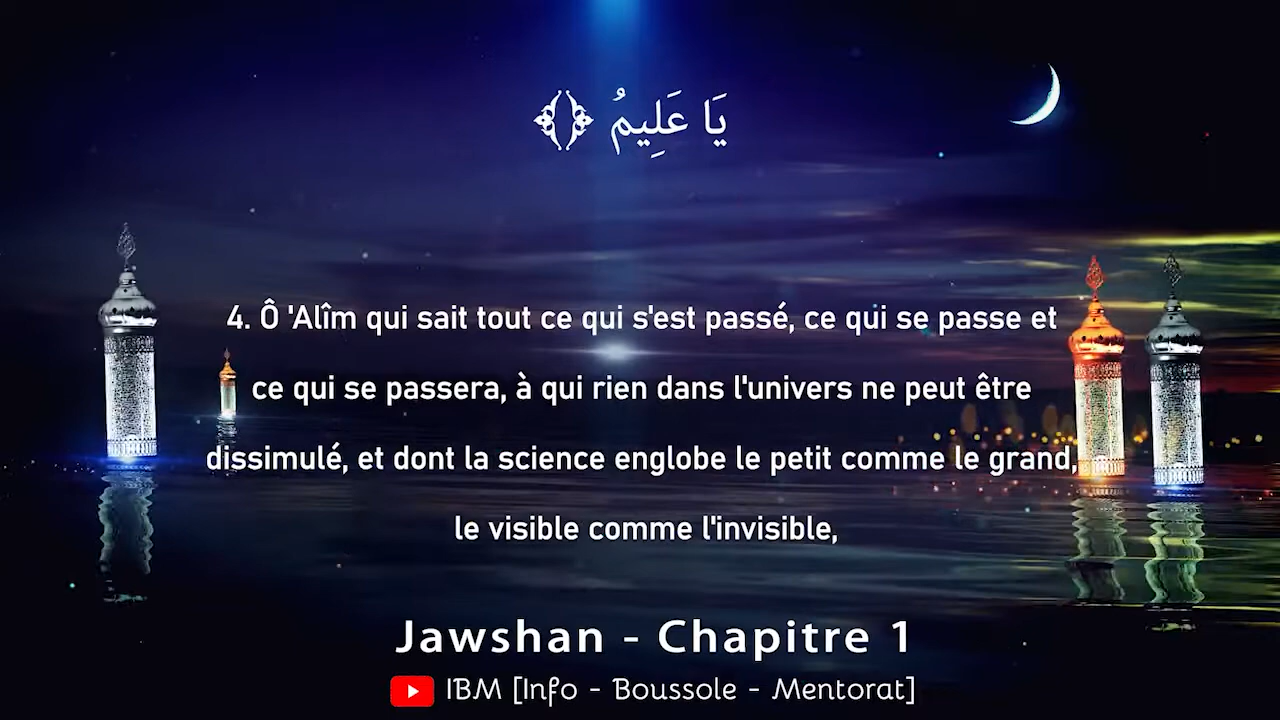 يَا عَلِيمُ ﴿﴾
4. Ô 'Alîm qui sait tout ce qui s'est passé, ce qui se passe et
ce qui se passera, à qui rien dans l'univers ne peut être
dissimulé, et dont la science englobe le petit comme le grand,
le visible comme l'invisible,
Jawshan - Chapitre 1
IBM [Info - Boussole - Mentorat]